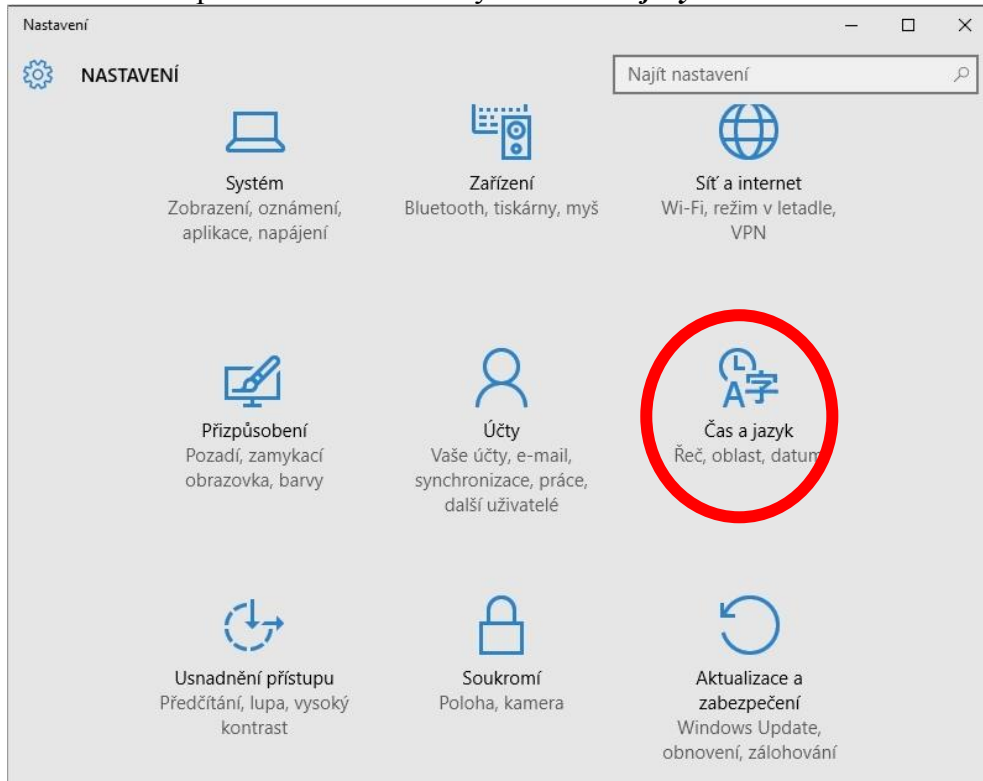 Nastavení
NASTAVENÍ
Najít nastavení
Systém
Zobrazení, oznámení,
aplikace, napájení
Zařízení
Bluetooth, tiskárny, myš
Síť a internet
Wi-Fi, režim v letadle,
VPN
Přizpůsobení
Pozadí, zamykací
obrazovka, barvy
Účty
Vaše účty, e-mail,
synchronizace, práce,
další uživatelé
A字
Čas a jazyk
Řeč, oblast, datum
Usnadnění přístupu
Předčítání, lupa, vysoký
kontrast
Soukromí
Poloha, kamera
Aktualizace a
zabezpečení
Windows Update,
obnovení, zálohování